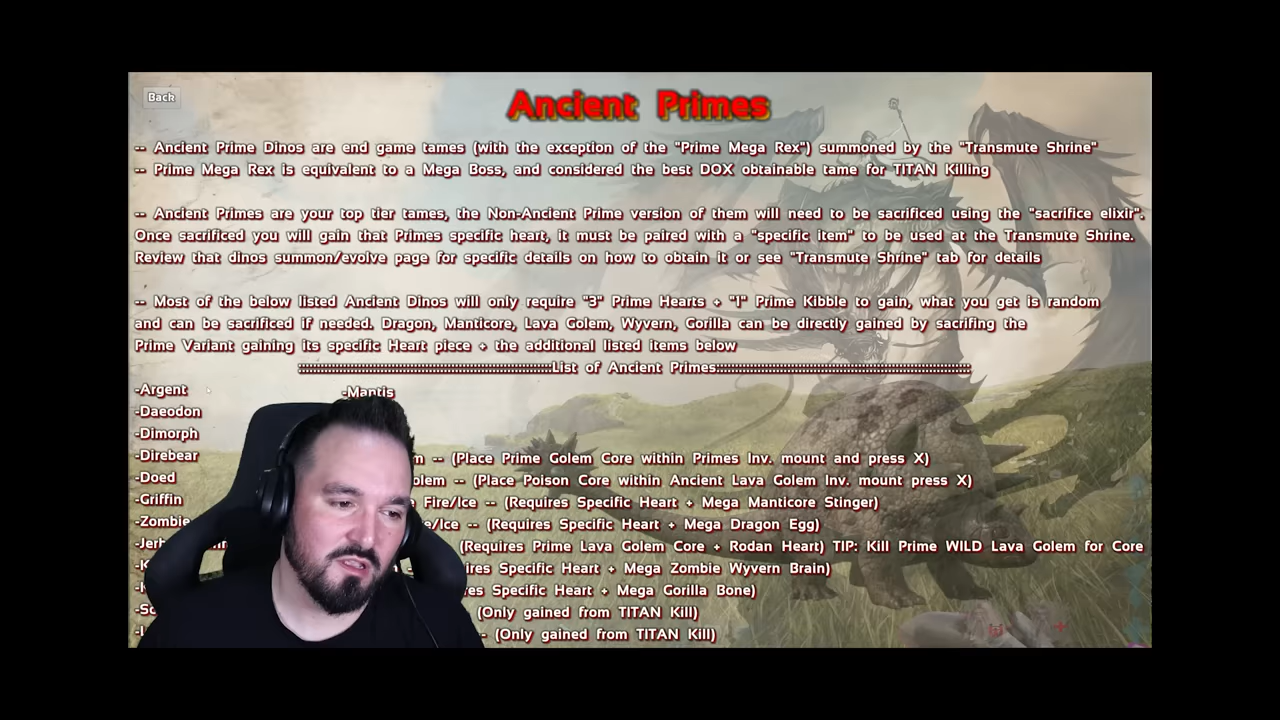 Back
Ancient Primes
-- Ancient Prime Dinos are end game tames (with the exception of the "Prime Mega Rex") summoned by the "Transmute Shrine"
-- Prime Mega Rex is equivalent to a Mega Boss, and considered the best DOX obtainable tame for TITAN Killing
-- Ancient Primes are your top tier tames, the Non-Ancient Prime version of them will need to be sacrificed using the "sacrifice elixir".
Once sacrificed you will gain that Primes specific heart, it must be paired with a "specific item" to be used at the Transmute Shrine.
Review that dinos summon/evolve page for specific details on how to obtain it or see "Transmute Shrine" tab for details
-- Most of the below listed Ancient Dinos will only require "3" Prime Hearts + "1" Prime Kibble to gain, what you get is random
and can be sacrificed if needed. Dragon, Manticore, Lava Golem, Wyvern, Gorilla can be directly gained by sacrifing the
Prime Variant gaining its specific Heart piece + the additional listed items below
List of Ancient Primes
-Argent
-Mantis
-Daeodon
-Dimorph
-Direbear
-- (Place Prime Golem Core within Primes Inv. mount and press X)
-Doed
-- (Place Poison Core within Ancient Lava Golem Inv. mount press X)
-Griffin
Fire/Ice -- (Requires Specific Heart + Mega Manticore Stinger)
-Zombie
-- (Requires Specific Heart + Mega Dragon Egg)
(Requires Prime Lava Golem Core + Rodan Heart) TIP: Kill Prime WILD Lava Golem for Core
Specific Heart + Mega Zombie Wyvern Brain)
Specific Heart + Mega Gorilla Bone)
(Only gained from TITAN Kill)
-- (Only gained from TITAN Kill)